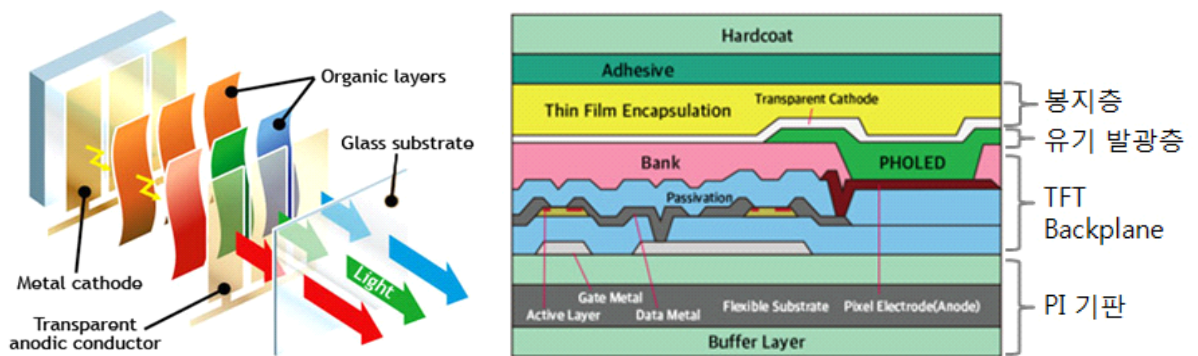 Organic layers
Glass substrate
Metal cathode
Light
Transparent
anodic conductor
Hardcoat
Adhesive
Thin Film Encapsulation
Transparent Cathode
Bank
PHOLED
Passivation
Gate Metal
Active Layer
Data Metal
Flexible Substrate
Pixel Electrode(Anode)
Buffer Layer
봉지층
유기 발광층
TFT
Backplane
PI 기판